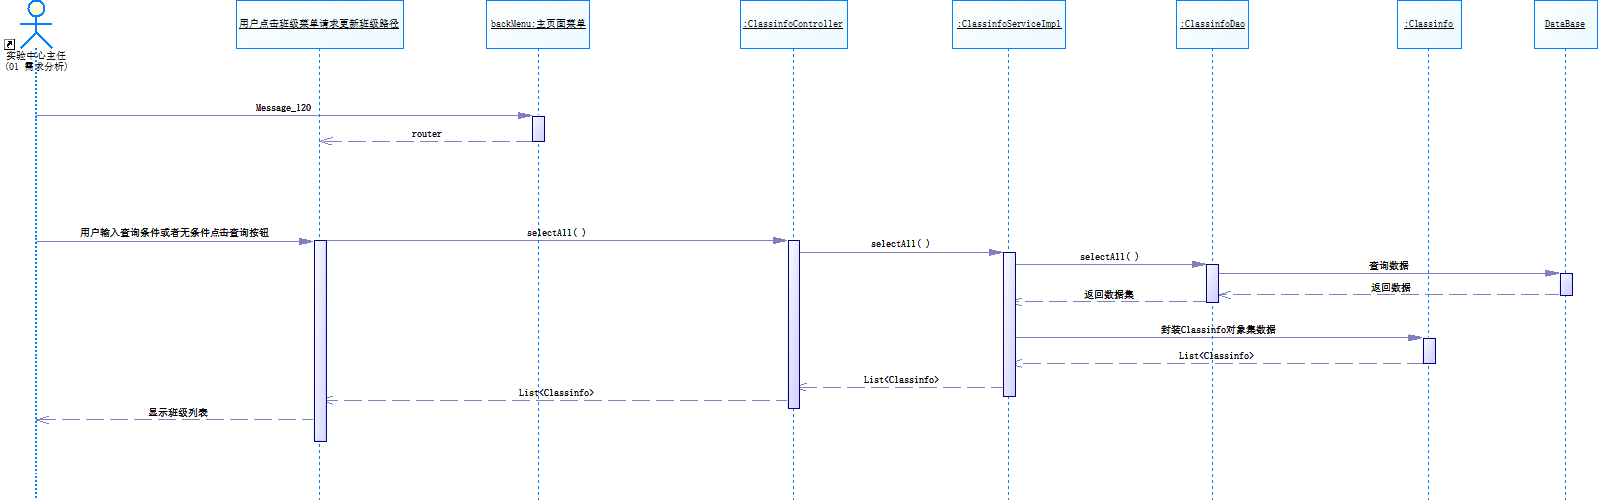 用户点击班级菜单请求更新班级路径
backMenu:主页面菜单
:ClassinfoController
:ClassinfoServiceImpl
:ClassinfoDao
:Classinfo
DataBase
实验中心主任
(01 需求分析)
Message_120
router
用户输入查询条件或者无条件点击查询按钮
selectAll( )
selectAll( )
selectAll( )
查询数据
返回数据
返回数据集
封装Classinfo对象集数据
List<Classinfo>
List<Classinfo>
List<Classinfo>
显示班级列表